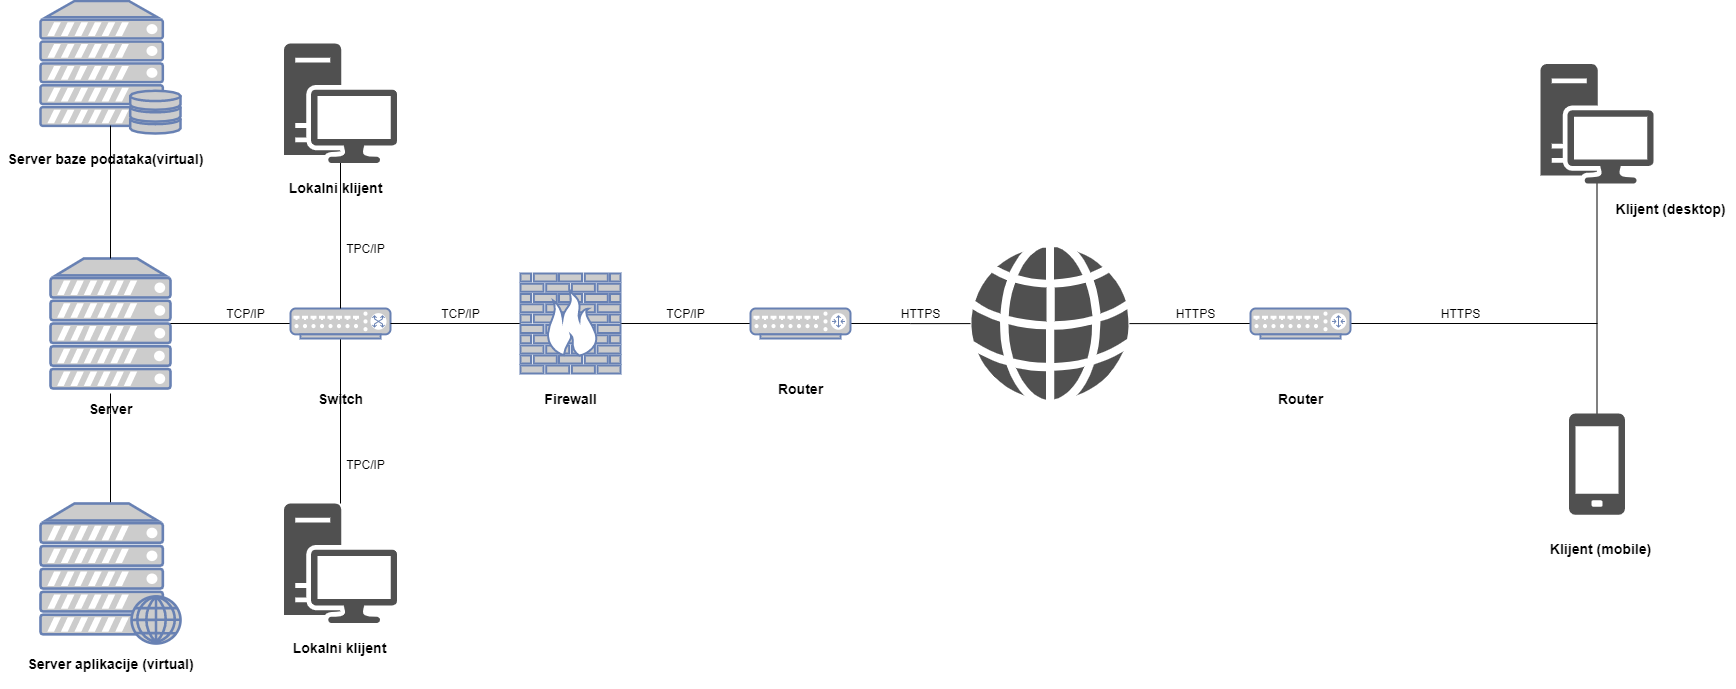 Server baze podataka(virtual)
Lokalni klijent
Klijent (desktop)
TPC/IP
TCP/IP
TCP/IP
TCP/IP
HTTPS
HTTPS
HTTPS
Server
Switch
Firewall
Router
Router
TPC/IP
Klijent (mobile)
Lokalni klijent
Server aplikacije (virtual)